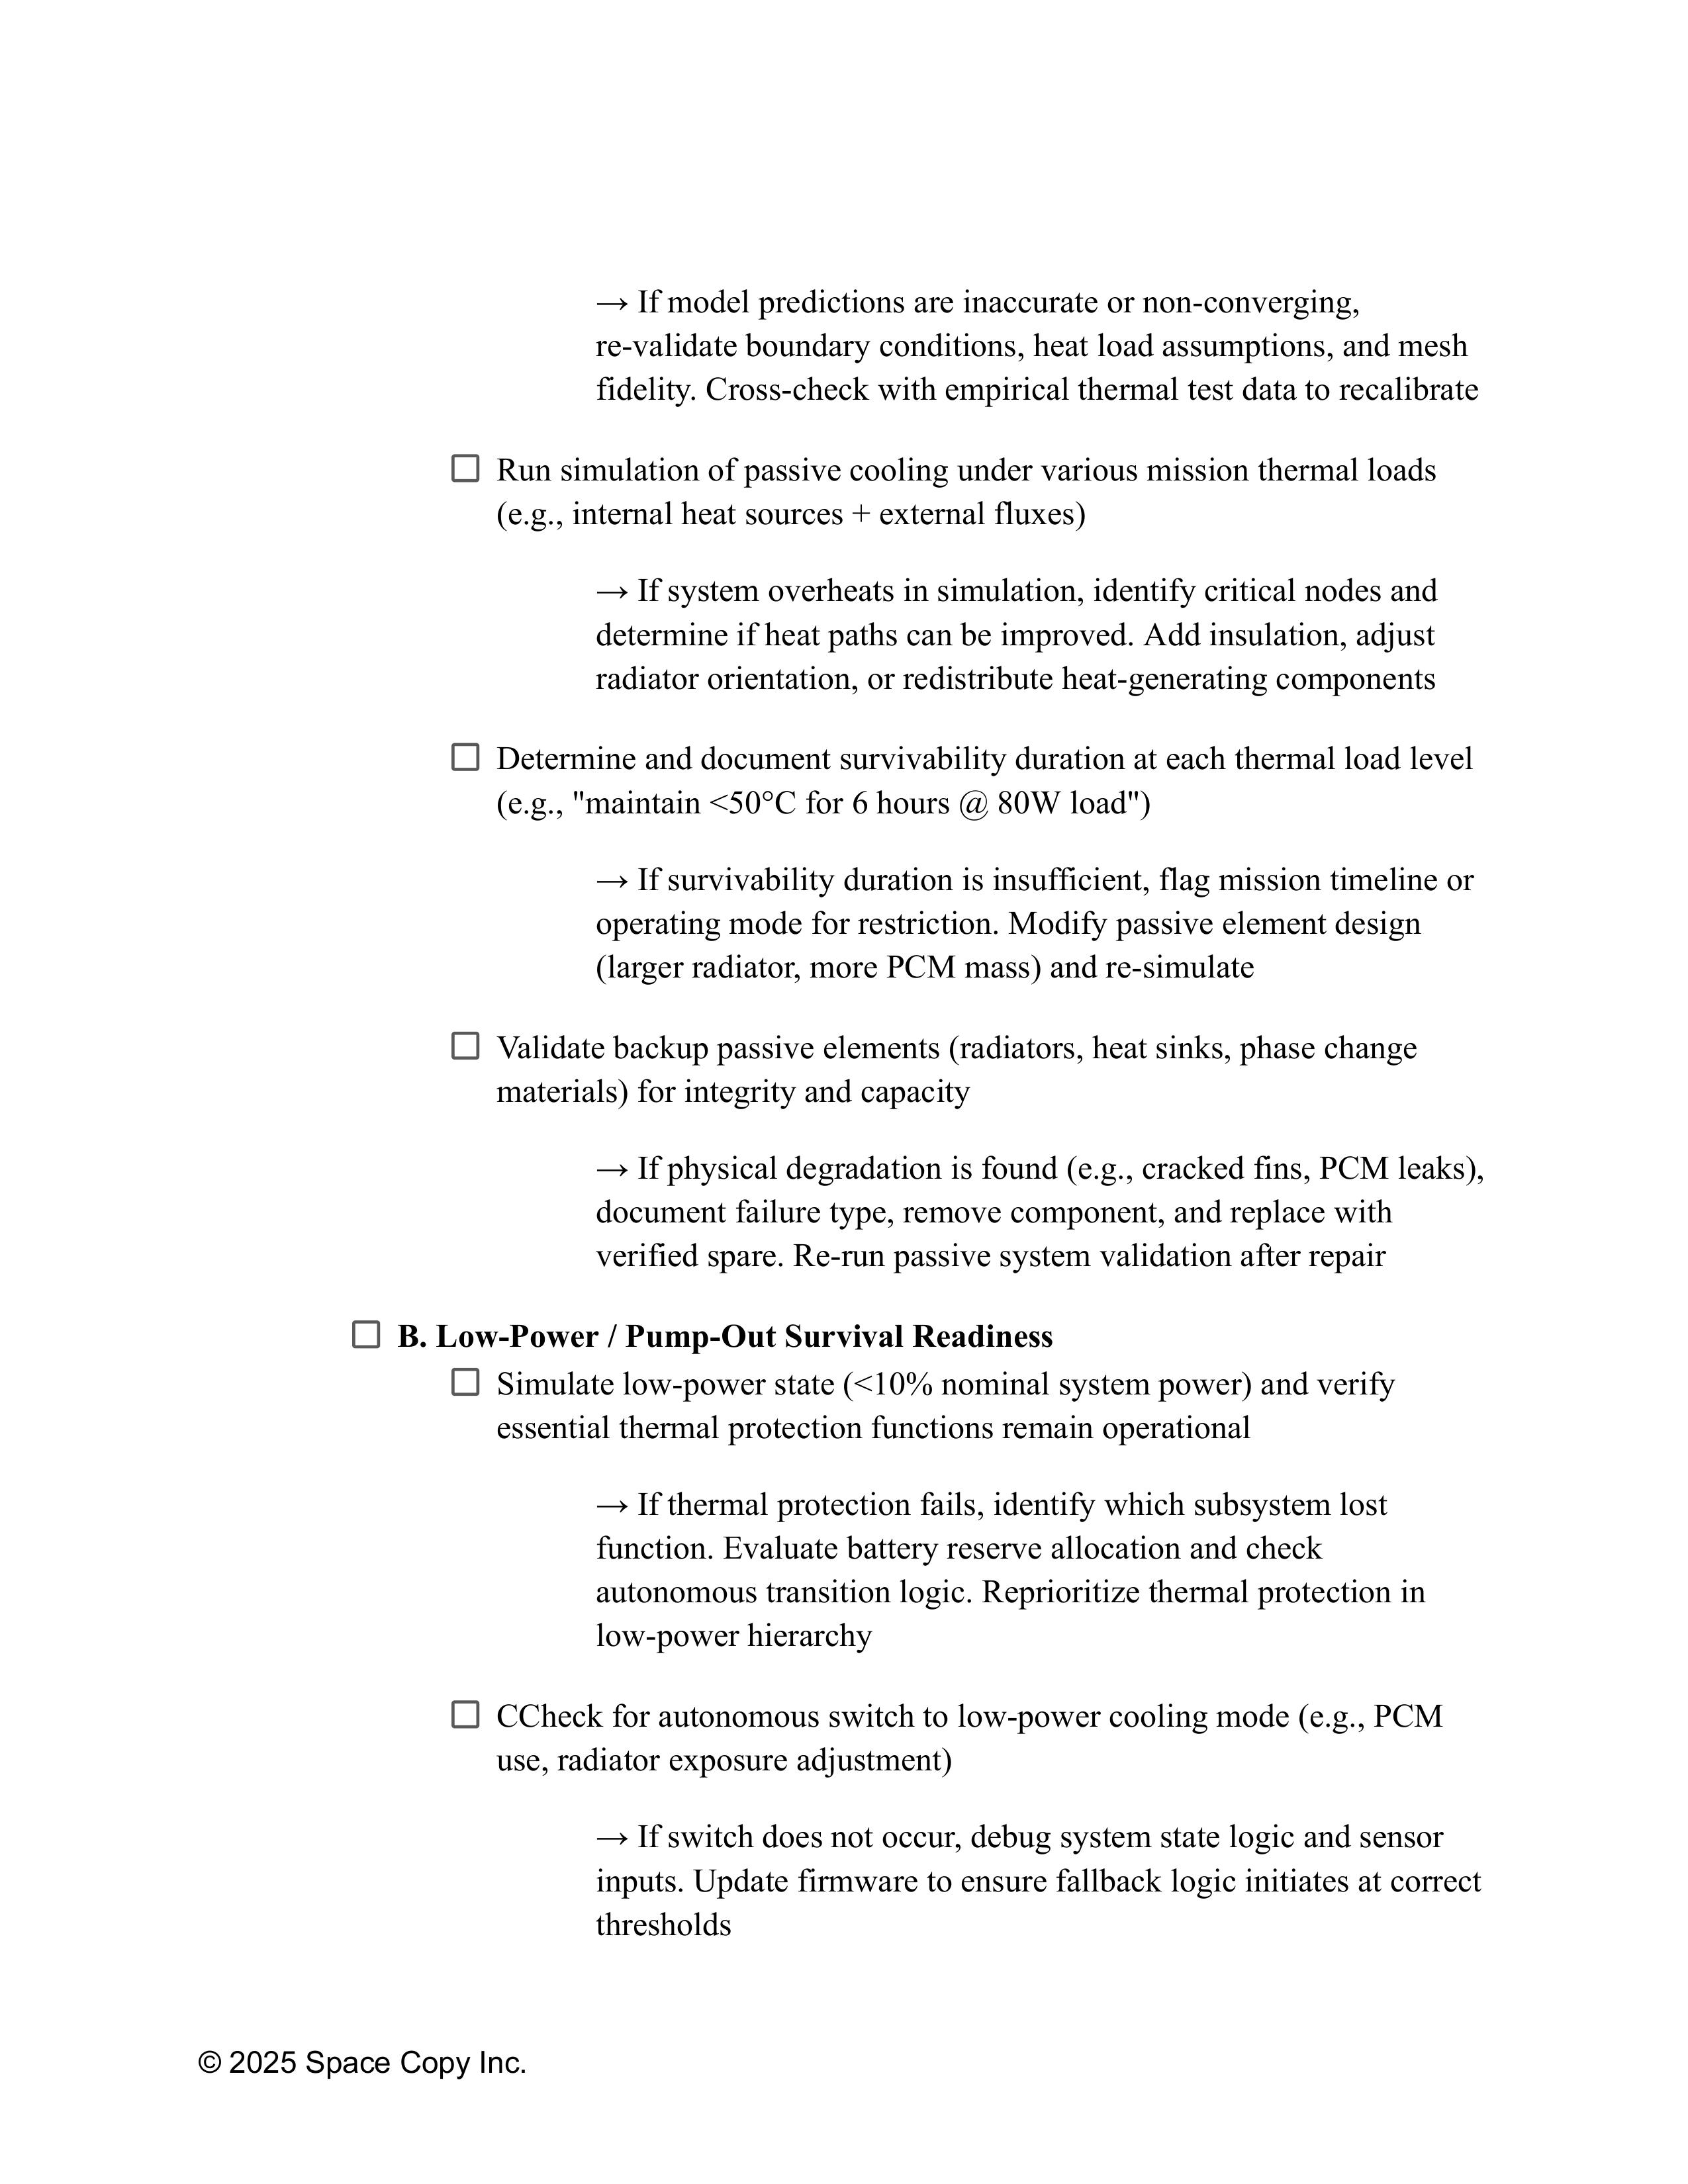 → If model predictions are inaccurate or non-converging,
re-validate boundary conditions, heat load assumptions, and mesh
fidelity. Cross-check with empirical thermal test data to recalibrate
Run simulation of passive cooling under various mission thermal loads
(e.g., internal heat sources + external fluxes)
→ If system overheats in simulation, identify critical nodes and
determine if heat paths can be improved. Add insulation, adjust
radiator orientation, or redistribute heat-generating components
Determine and document survivability duration at each thermal load level
(e.g., "maintain <50°C for 6 hours @ 80W load")
→ If survivability duration is insufficient, flag mission timeline or
operating mode for restriction. Modify passive element design
(larger radiator, more PCM mass) and re-simulate
Validate backup passive elements (radiators, heat sinks, phase change
materials) for integrity and capacity
→ If physical degradation is found (e.g., cracked fins, PCM leaks),
document failure type, remove component, and replace with
verified spare. Re-run passive system validation after repair
B. Low-Power / Pump-Out Survival Readiness
Simulate low-power state (<10% nominal system power) and verify
essential thermal protection functions remain operational
→ If thermal protection fails, identify which subsystem lost
function. Evaluate battery reserve allocation and check
autonomous transition logic. Reprioritize thermal protection in
low-power hierarchy
CCheck for autonomous switch to low-power cooling mode (e.g., PCM
use, radiator exposure adjustment)
→ If switch does not occur, debug system state logic and sensor
inputs. Update firmware to ensure fallback logic initiates at correct
thresholds
© 2025 Space Copy Inc.